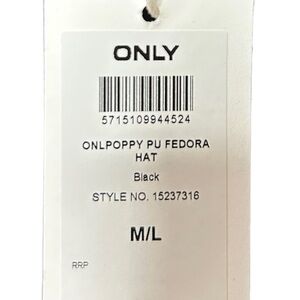 ONLY
5715109944524
ONLPOPPY PU FEDORA
HAT
Black
STYLE NO. 15237316
M/L
RRP